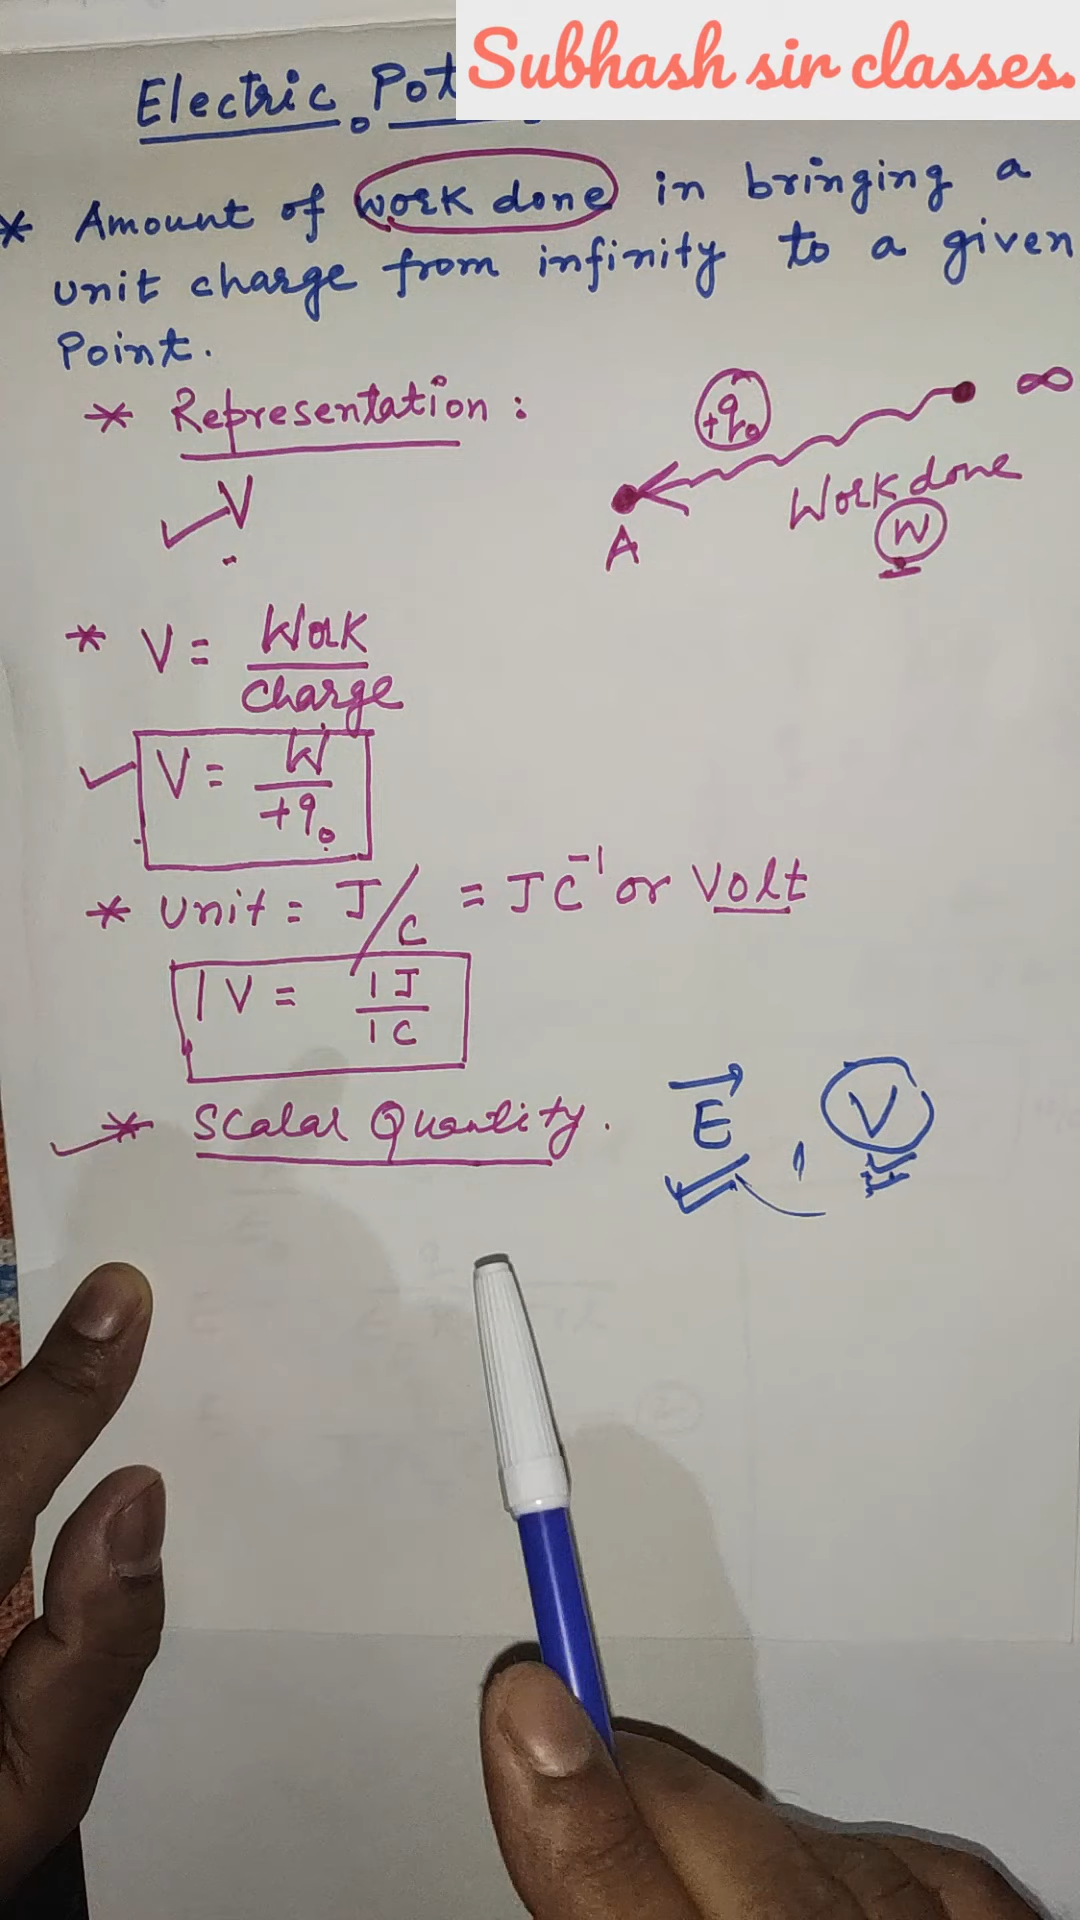 Subhash sir classes.
Electric Pot
* Amount of work done in bringing a
unit charge from infinity to a given
Point.
* Representation :
V
+q₀
∞
Work done
W
A
* V = Work
charge
V = W
+q₀
* Unit = J/C = JC⁻¹ or Volt
1V = 1J
1C
* Scalar Quantity.
E⃗ , V